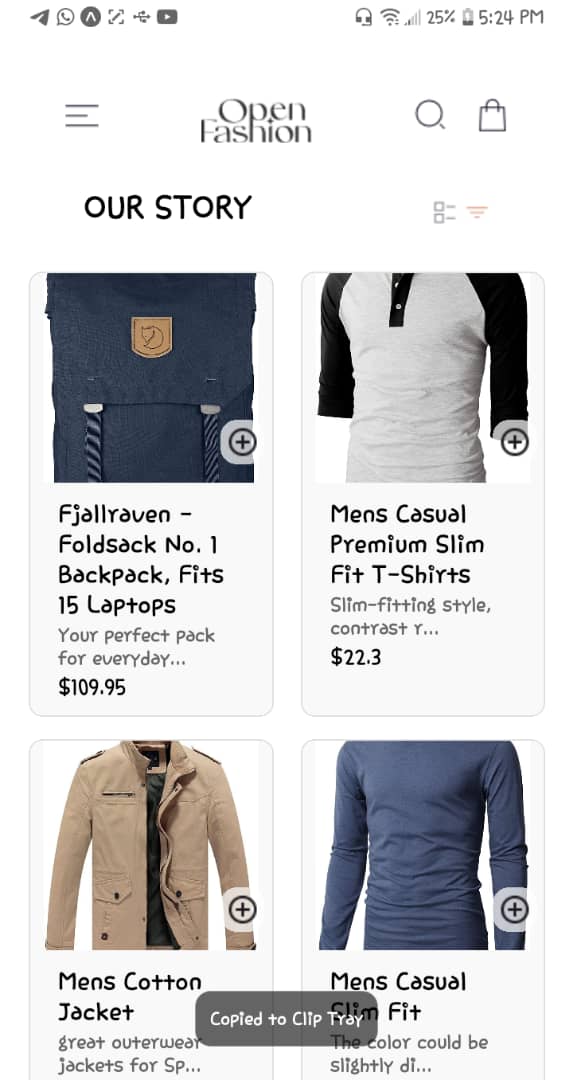 25% 5:24 PM
Open
Fashion
OUR STORY
Fjallraven -
Foldsack No. 1
Backpack, Fits
15 Laptops
Your perfect pack
for everyday...
$109.95
Mens Casual
Premium Slim
Fit T-Shirts
Slim-fitting style,
contrast r...
$22.3
Mens Cotton
Jacket
great outerwear
jackets for Sp...
Mens Casual
Slim Fit
The color could be
slightly di...
Copied to Clip Tray